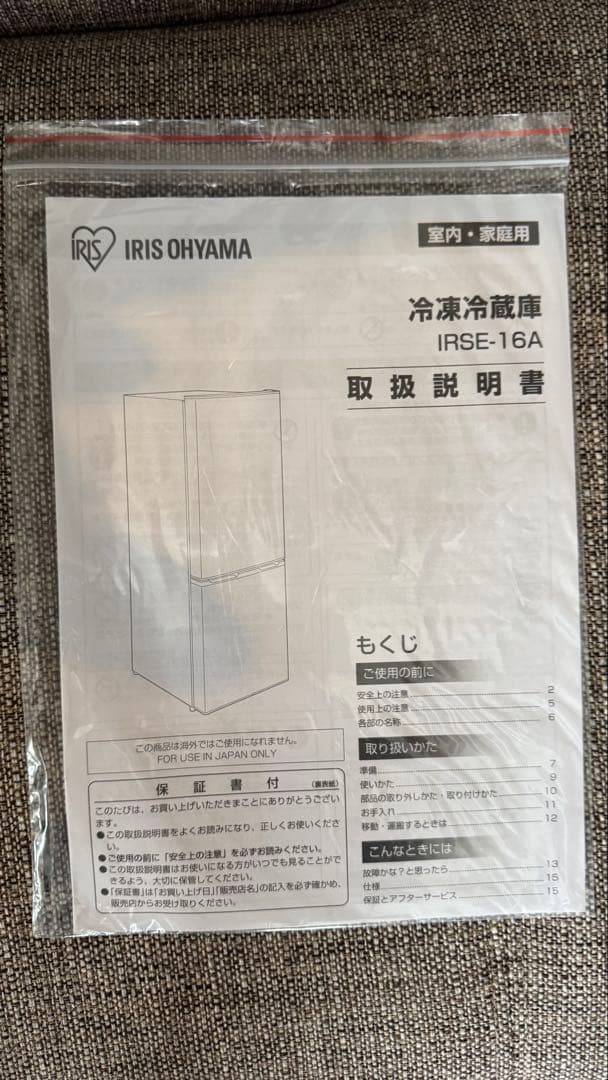 IRIS IRIS OHYAMA
室内・家庭用
冷凍冷蔵庫
IRSE-16A
取扱説明書
もくじ
ご使用の前に
安全上の注意 2
使用上の注意 5
各部の名称 6
取り扱いかた
準備 7
使いかた 9
部品の取り外しかた・取り付けかた 10
お手入れ 11
移動・運搬するときは 12
こんなときには
故障かな?と思ったら 13
仕様 15
保証とアフターサービス 15
この商品は海外ではご使用になれません。
FOR USE IN JAPAN ONLY
保証書付(裏表紙)
このたびは、お買い上げいただきまことにありがとうござい
ます。
●この取扱説明書をよくお読みになり、正しくお使いくださ
い。
●ご使用の前に「安全上の注意」を必ずお読みください。
●この取扱説明書はお使いになる方がいつでも見ることがで
きるよう、大切に保管してください。
●「保証書」は「お買い上げ日」「販売店名」の記入を必ず確かめ、
販売店からお受け取りください。